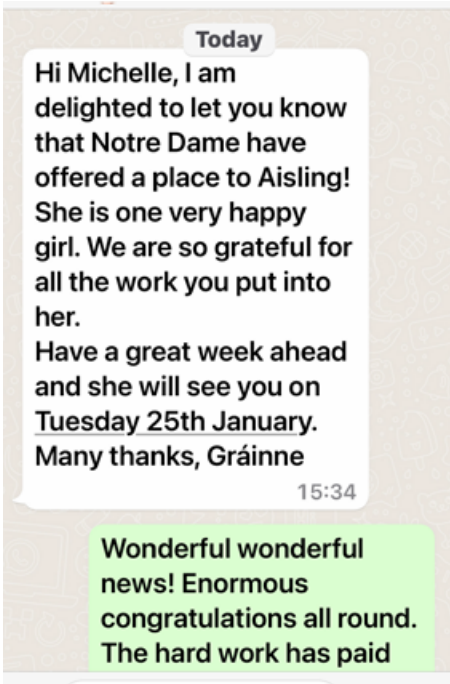 Today
Hi Michelle, I am
delighted to let you know
that Notre Dame have
offered a place to Aisling!
She is one very happy
girl. We are so grateful for
all the work you put into
her.
Have a great week ahead
and she will see you on
Tuesday 25th January.
Many thanks, Gráinne
15:34
Wonderful wonderful
news! Enormous
congratulations all round.
The hard work has paid